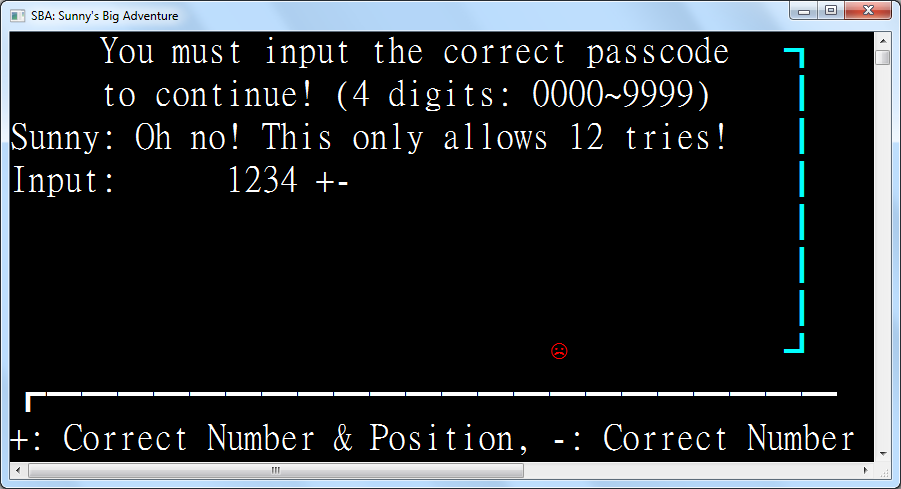 SBA: Sunny's Big Adventure
You must input the correct passcode
to continue! (4 digits: 0000~9999)
Sunny: Oh no! This only allows 12 tries!
Input: 1234 +-
+: Correct Number & Position, -: Correct Number